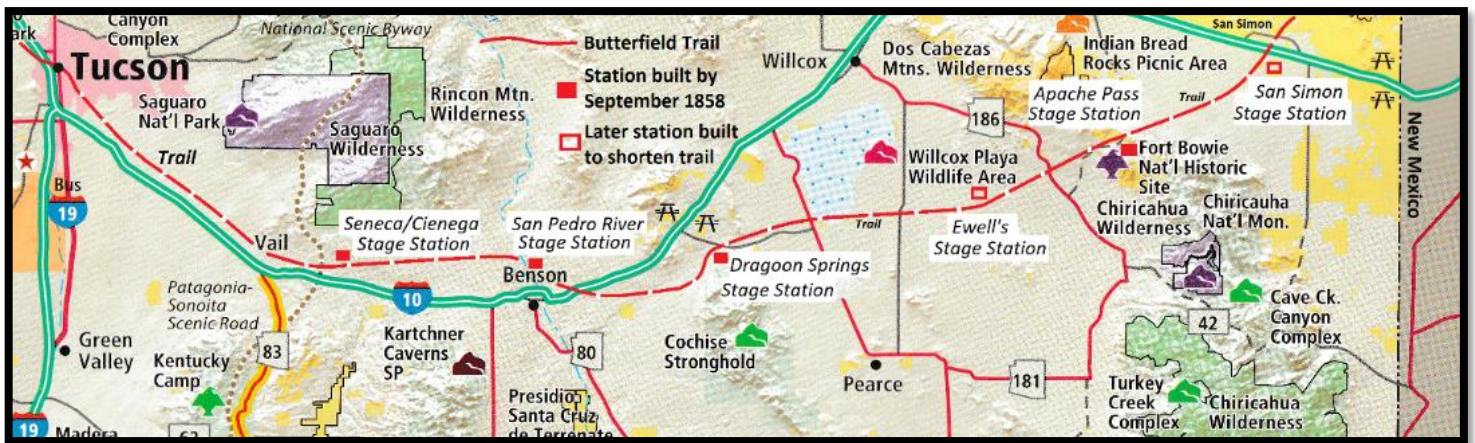 ark
Canyon
Complex
National Scenic Byway
Tucson
Saguaro
Nat'l Park
Saguaro
Wilderness
Rincon Mtn.
Wilderness
Trail
Bus
19
Butterfield Trail
Station built by
September 1858
Later station built
to shorten trail
Willcox
Dos Cabezas
Mtns. Wilderness
Indian Bread
Rocks Picnic Area
San Simon
Apache Pass
Stage Station
Trail
San Simon
Stage Station
186
Willcox Playa
Wildlife Area
Fort Bowie
Nat'l Historic
Site
Chiricahua
Wilderness
Chiricauha
Nat'l Mon.
New Mexico
Vail
Seneca/Cienega
Stage Station
San Pedro River
Stage Station
Benson
Dragoon Springs
Stage Station
Trail
Ewell's
Stage Station
10
Patagonia-
Sonoita
Scenic Road
Green
Valley
Kentucky
Camp
83
Kartchner
Caverns
SP
80
Cochise
Stronghold
Pearce
181
42
Cave Ck.
Canyon
Complex
Turkey
Creek
Complex
Chiricahua
Wilderness
Presidio
Santa Cruz
de Terrenate
19
Madera